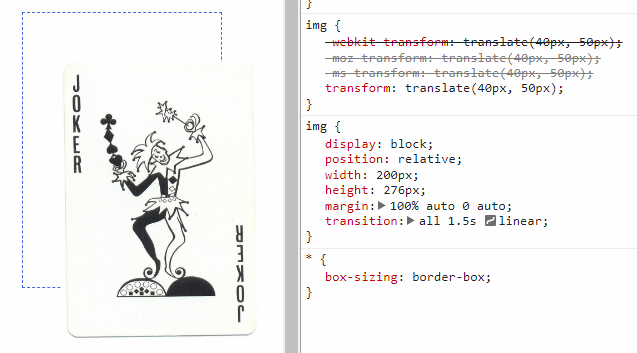 JOKER
JOKER
}
img {
-webkit-transform: translate(40px, 50px);
-moz-transform: translate(40px, 50px);
-ms-transform: translate(40px, 50px);
transform: translate(40px, 50px);
}
img {
display: block;
position: relative;
width: 200px;
height: 276px;
margin: 100% auto 0 auto;
transition: all 1.5s linear;
}
* {
box-sizing: border-box;
}